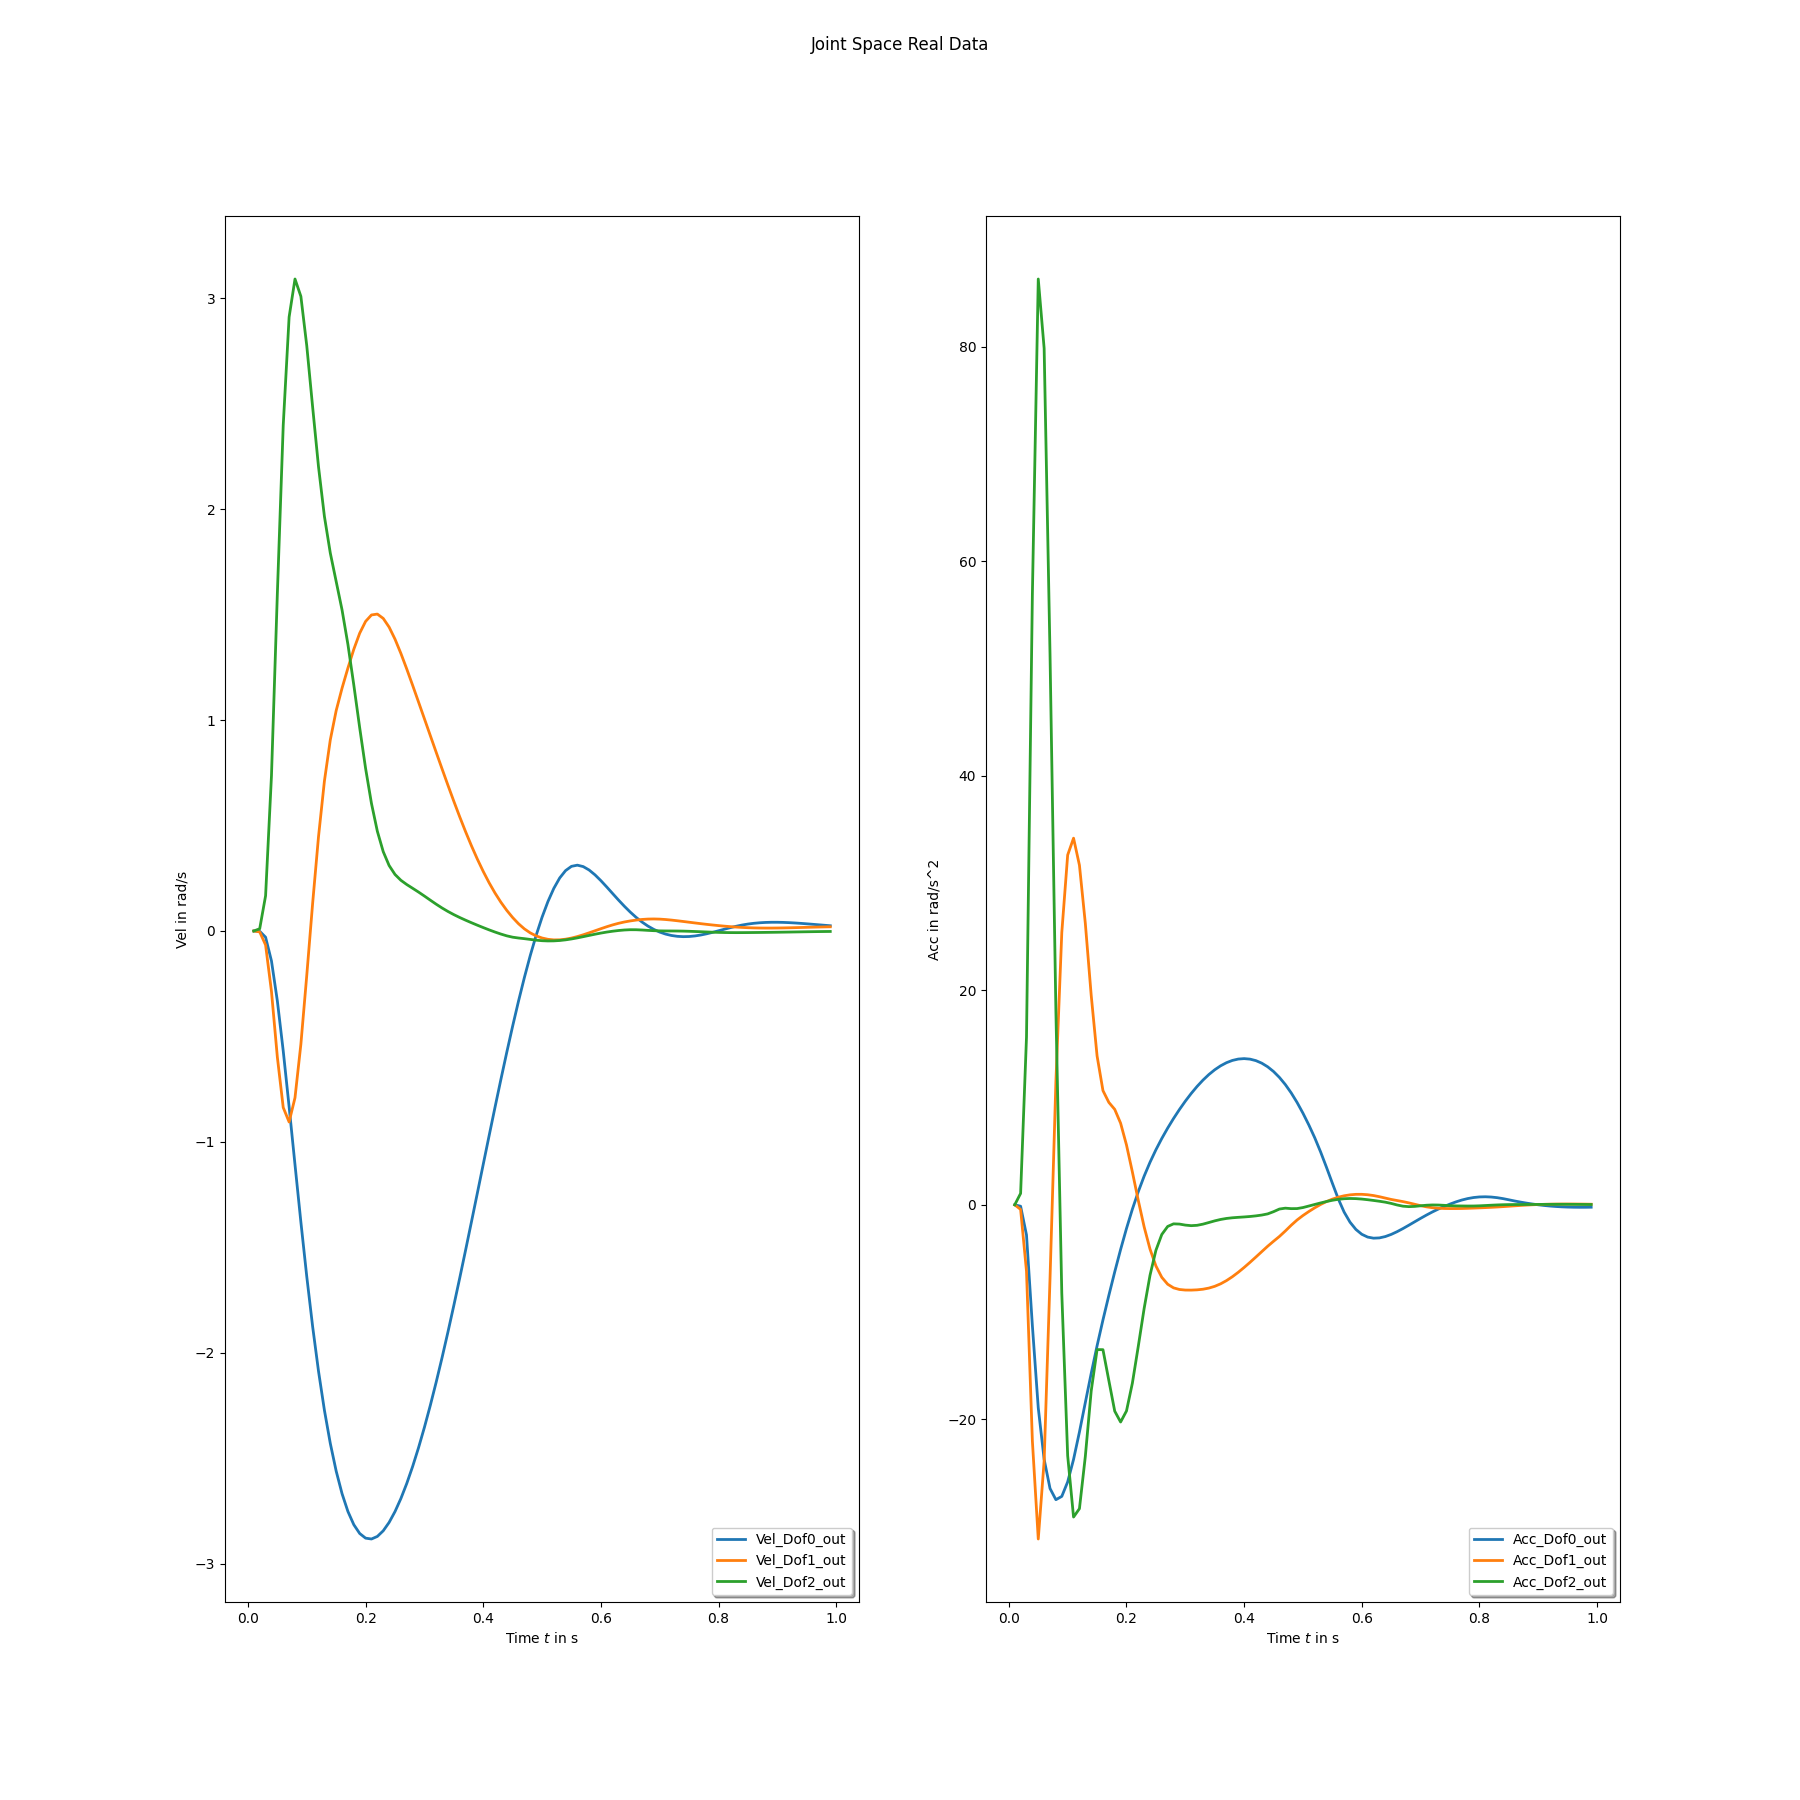 Joint Space Real Data
3
2
1
0
−1
−2
−3
Vel in rad/s
0.0 0.2 0.4 0.6 0.8 1.0
Time t in s
Vel_Dof0_out
Vel_Dof1_out
Vel_Dof2_out
80
60
40
20
0
−20
Acc in rad/s^2
0.0 0.2 0.4 0.6 0.8 1.0
Time t in s
Acc_Dof0_out
Acc_Dof1_out
Acc_Dof2_out